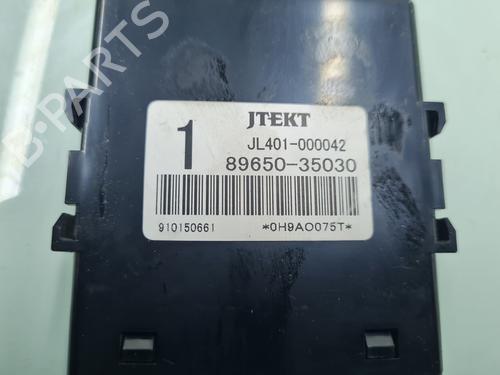 B-PARTS
JTEKT
1
JL401-000042
89650-35030
910150661
*0H9AO075T*